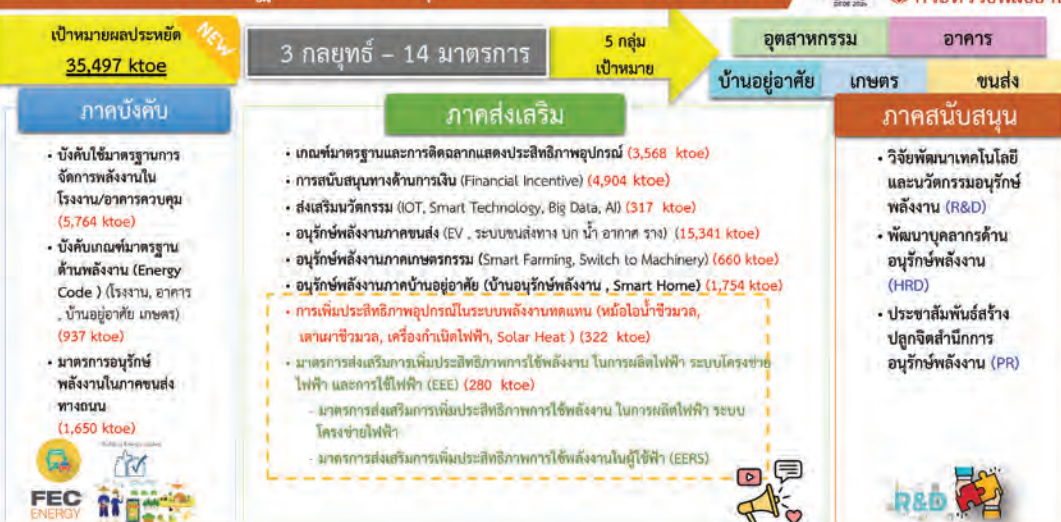 เป้าหมายผลประหยัด
35,497 ktoe
NEW
3 กลยุทธ์ – 14 มาตรการ
5 กลุ่ม
เป้าหมาย
อุตสาหกรรม
อาคาร
บ้านอยู่อาศัย
เกษตร
ขนส่ง
ภาคบังคับ
• บังคับใช้มาตรฐานการ
จัดการพลังงานใน
โรงงาน/อาคารควบคุม
(5,764 ktoe)
• บังคับเกณฑ์มาตรฐาน
ด้านพลังงาน (Energy
Code ) (โรงงาน, อาคาร
, บ้านอยู่อาศัย เกษตร)
(937 ktoe)
• มาตรการอนุรักษ์
พลังงานในภาคขนส่ง
ทางถนน
(1,650 ktoe)
FEC
ENERGY
ภาคส่งเสริม
• เกณฑ์มาตรฐานและการติดฉลากแสดงประสิทธิภาพอุปกรณ์ (3,568 ktoe)
• การสนับสนุนทางด้านการเงิน (Financial Incentive) (4,904 ktoe)
• ส่งเสริมนวัตกรรม (IOT, Smart Technology, Big Data, AI) (317 ktoe)
• อนุรักษ์พลังงานภาคขนส่ง (EV , ระบบขนส่งทาง บก น้ำ อากาศ ราง) (15,341 ktoe)
• อนุรักษ์พลังงานภาคเกษตรกรรม (Smart Farming, Switch to Machinery) (660 ktoe)
• อนุรักษ์พลังงานภาคบ้านอยู่อาศัย (บ้านอนุรักษ์พลังงาน , Smart Home) (1,754 ktoe)
• การเพิ่มประสิทธิภาพอุปกรณ์ในระบบพลังงานทดแทน (หม้อไอน้ำชีวมวล,
เตาเผาชีวมวล, เครื่องกำเนิดไฟฟ้า, Solar Heat ) (322 ktoe)
• มาตรการส่งเสริมการเพิ่มประสิทธิภาพการใช้พลังงาน ในการผลิตไฟฟ้า ระบบโครงข่าย
ไฟฟ้า และการใช้ไฟฟ้า (EEE) (280 ktoe)
- มาตรการส่งเสริมการเพิ่มประสิทธิภาพการใช้พลังงาน ในการผลิตไฟฟ้า ระบบ
โครงข่ายไฟฟ้า
- มาตรการส่งเสริมการเพิ่มประสิทธิภาพการใช้พลังงานในผู้ใช้ไฟฟ้า (EERS)
ภาคสนับสนุน
• วิจัยพัฒนาเทคโนโลยี
และนวัตกรรมอนุรักษ์
พลังงาน (R&D)
• พัฒนาบุคลากรด้าน
อนุรักษ์พลังงาน
(HRD)
• ประชาสัมพันธ์สร้าง
ปลูกจิตสำนึกการ
อนุรักษ์พลังงาน (PR)
R&D